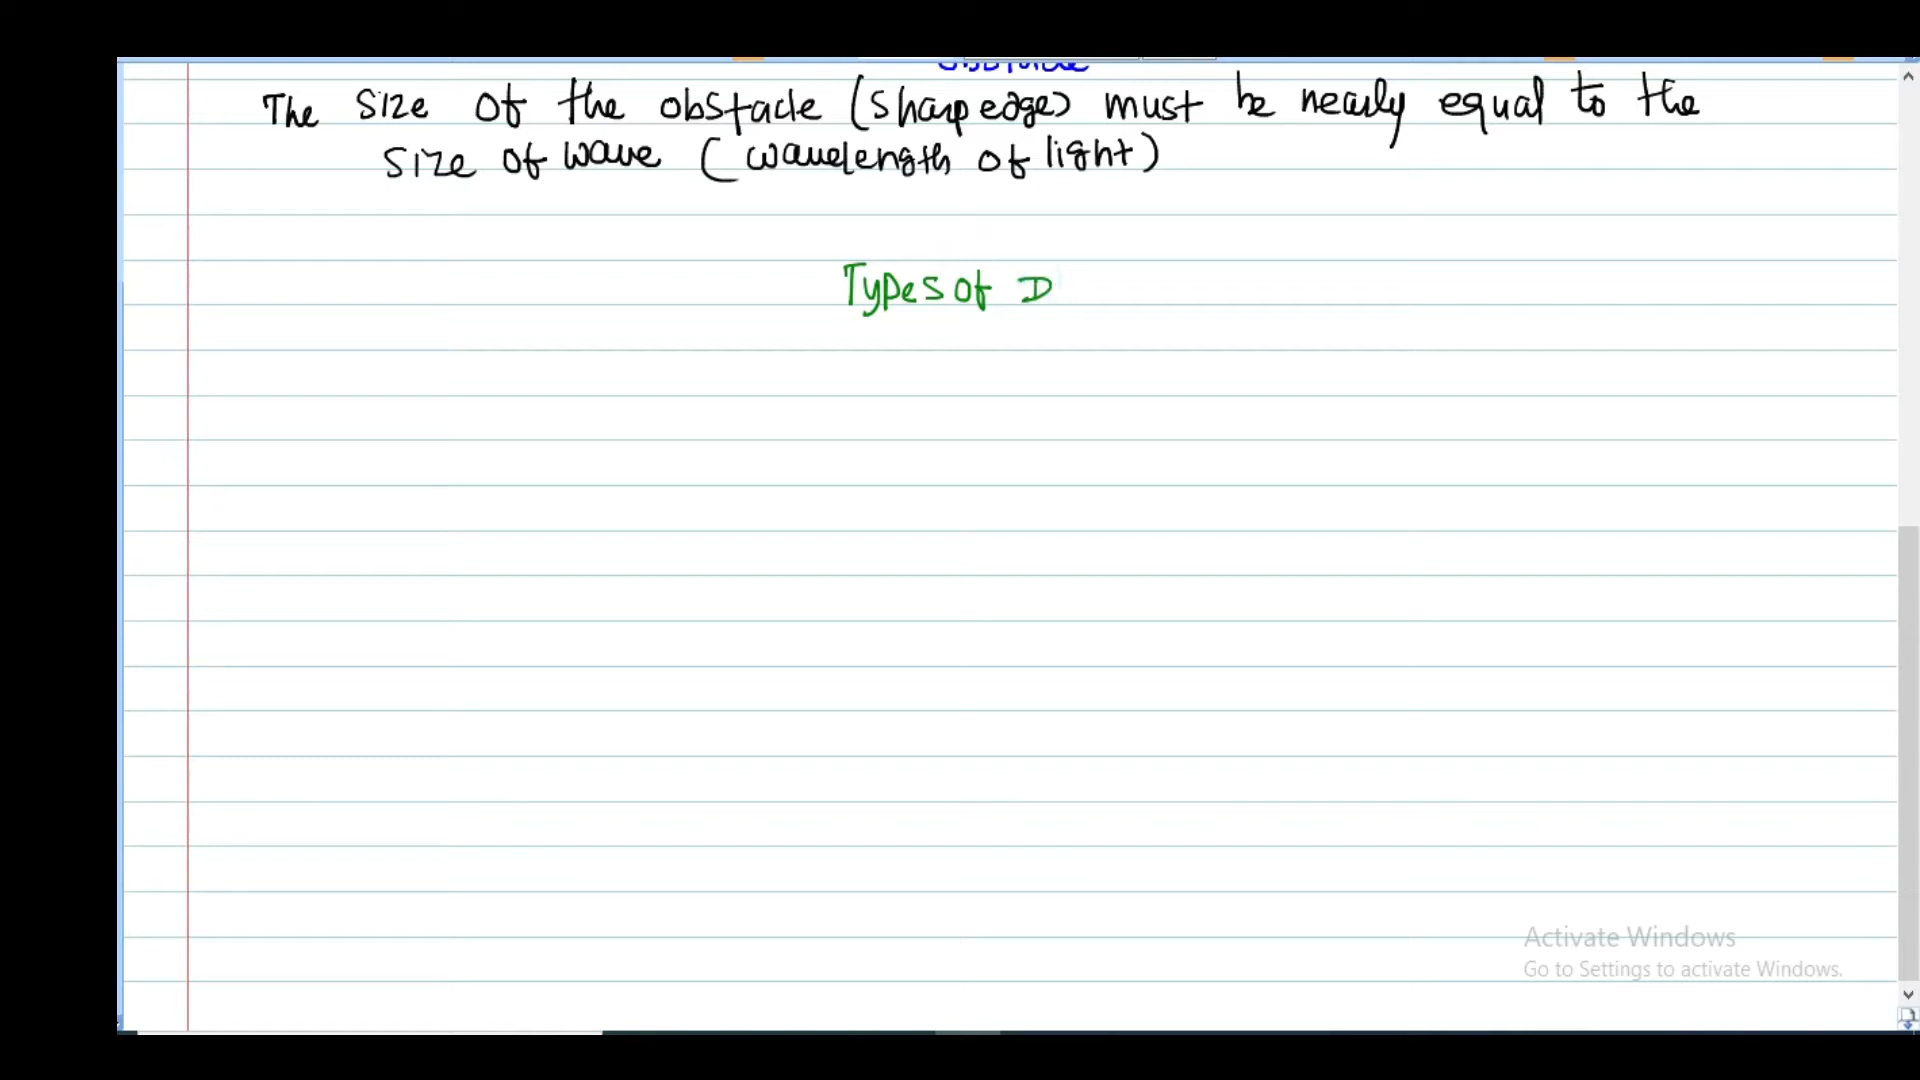 The size of the obstacle (sharp edge) must be nearly equal to the
size of wave (wavelength of light)
Types of D
Activate Windows
Go to Settings to activate Windows.